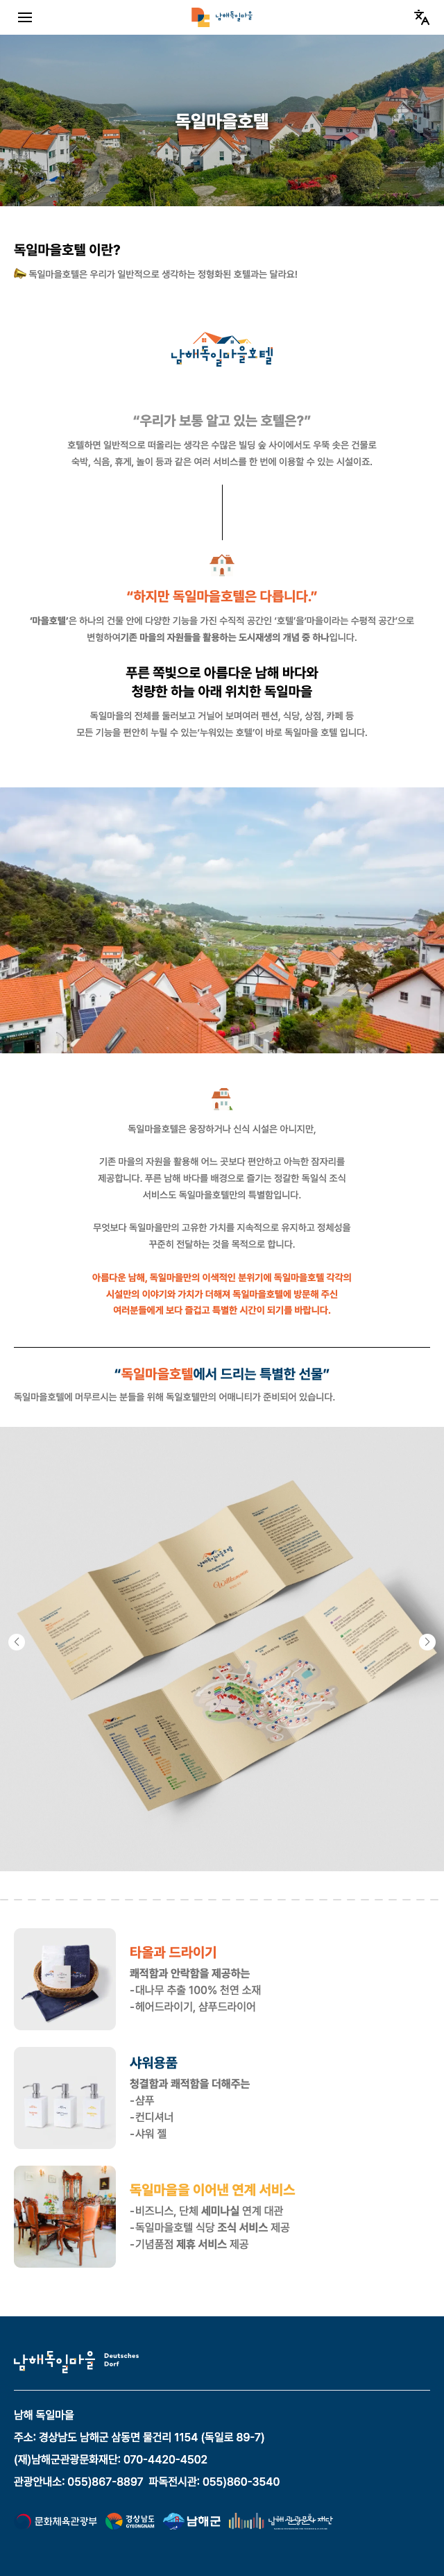 남해독일마을
독일마을호텔
독일마을호텔 이란?
독일마을호텔은 우리가 일반적으로 생각하는 정형화된 호텔과는 달라요!
남해독일마을호텔
“우리가 보통 알고 있는 호텔은?”
호텔하면 일반적으로 떠올리는 생각은 수많은 빌딩 숲 사이에서도 우뚝 솟은 건물로
숙박, 식음, 휴게, 놀이 등과 같은 여러 서비스를 한 번에 이용할 수 있는 시설이죠.
“하지만 독일마을호텔은 다릅니다.”
‘마을호텔’은 하나의 건물 안에 다양한 기능을 가진 수직적 공간인 ‘호텔’을‘마을이라는 수평적 공간’으로
변형하여기존 마을의 자원들을 활용하는 도시재생의 개념 중 하나입니다.
푸른 쪽빛으로 아름다운 남해 바다와
청량한 하늘 아래 위치한 독일마을
독일마을의 전체를 둘러보고 거닐어 보며여러 펜션, 식당, 상점, 카페 등
모든 기능을 편안히 누릴 수 있는‘누워있는 호텔’이 바로 독일마을 호텔 입니다.
독일마을호텔은 웅장하거나 신식 시설은 아니지만,
기존 마을의 자원을 활용해 어느 곳보다 편안하고 아늑한 잠자리를
제공합니다. 푸른 남해 바다를 배경으로 즐기는 정갈한 독일식 조식
서비스도 독일마을호텔만의 특별함입니다.
무엇보다 독일마을만의 고유한 가치를 지속적으로 유지하고 정체성을
꾸준히 전달하는 것을 목적으로 합니다.
아름다운 남해, 독일마을만의 이색적인 분위기에 독일마을호텔 각각의
시설만의 이야기와 가치가 더해져 독일마을호텔에 방문해 주신
여러분들에게 보다 즐겁고 특별한 시간이 되기를 바랍니다.
“독일마을호텔에서 드리는 특별한 선물”
독일마을호텔에 머무르시는 분들을 위해 독일호텔만의 어매니티가 준비되어 있습니다.
남해독일마을호텔
Willkommen
타올과 드라이기
쾌적함과 안락함을 제공하는
-대나무 추출 100% 천연 소재
-헤어드라이기, 샴푸드라이어
샤워용품
청결함과 쾌적함을 더해주는
-샴푸
-컨디셔너
-샤워 젤
독일마을을 이어낸 연계 서비스
-비즈니스, 단체 세미나실 연계 대관
-독일마을호텔 식당 조식 서비스 제공
-기념품점 제휴 서비스 제공
남해독일마을 Deutsches
Dorf
남해 독일마을
주소: 경상남도 남해군 삼동면 물건리 1154 (독일로 89-7)
(재)남해군관광문화재단: 070-4420-4502
관광안내소: 055)867-8897 파독전시관: 055)860-3540
문화체육관광부 경상남도 GYEONGNAM 남해군 남해관광문화재단